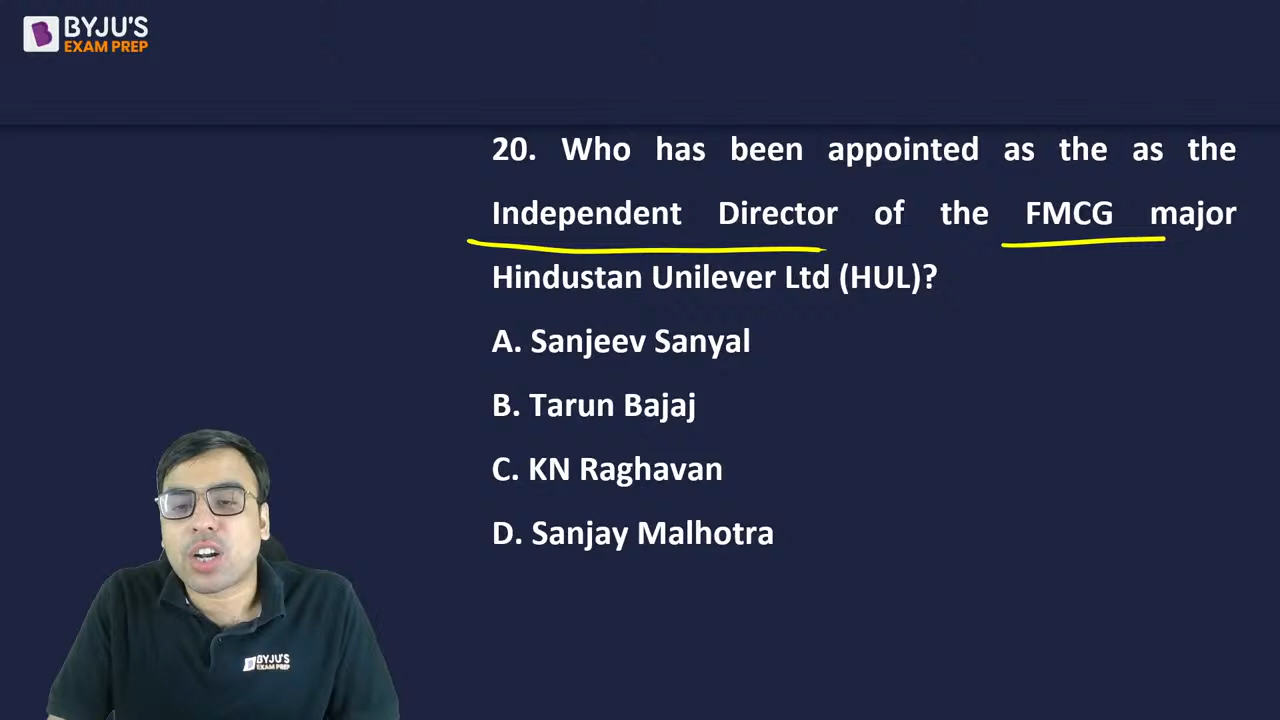 BYJU'S
EXAM PREP
20. Who has been appointed as the as the
Independent Director of the FMCG major
Hindustan Unilever Ltd (HUL)?
A. Sanjeev Sanyal
B. Tarun Bajaj
C. KN Raghavan
D. Sanjay Malhotra
BYJU'S
EXAM PREP